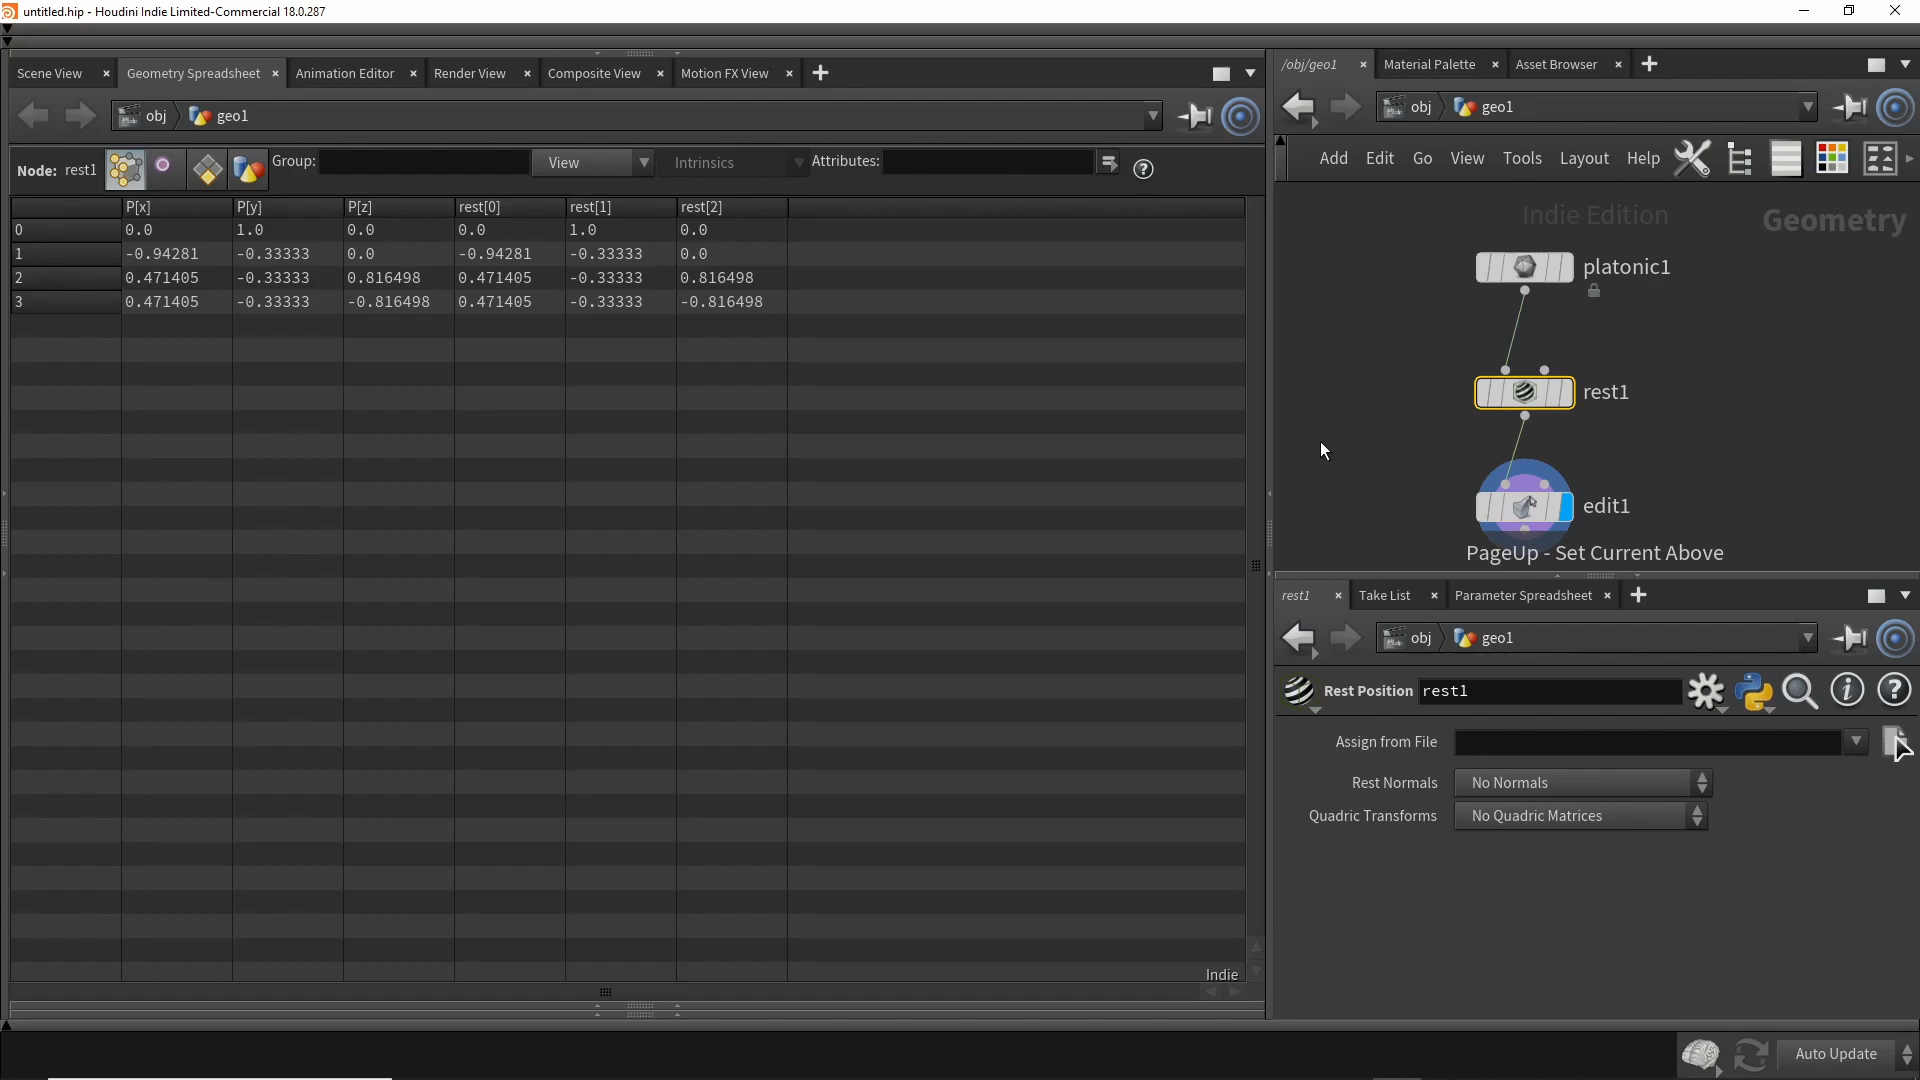 untitled.hip - Houdini Indie Limited-Commercial 18.0.287
Scene View Geometry Spreadsheet Animation Editor Render View Composite View Motion FX View
obj geo1
Node: rest1 Group: View Intrinsics Attributes:
P[x] P[y] P[z] rest[0] rest[1] rest[2]
0 0.0 1.0 0.0 0.0 1.0 0.0
1 -0.94281 -0.33333 0.0 -0.94281 -0.33333 0.0
2 0.471405 -0.33333 0.816498 0.471405 -0.33333 0.816498
3 0.471405 -0.33333 -0.816498 0.471405 -0.33333 -0.816498
Indie
/obj/geo1 Material Palette Asset Browser
obj geo1
Add Edit Go View Tools Layout Help
Indie Edition Geometry
platonic1
rest1
edit1
PageUp - Set Current Above
rest1 Take List Parameter Spreadsheet
obj geo1
Rest Position rest1
Assign from File
Rest Normals No Normals
Quadric Transforms No Quadric Matrices
Auto Update